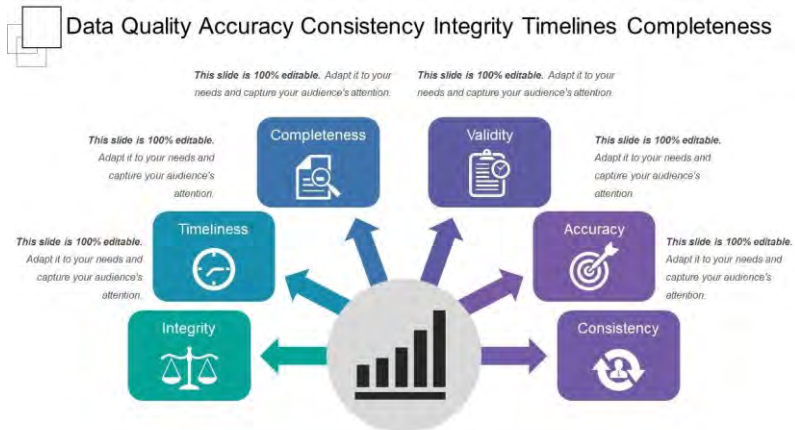 Data Quality Accuracy Consistency Integrity Timelines Completeness
This slide is 100% editable. Adapt it to your
needs and capture your audience's attention.
This slide is 100% editable. Adapt it to your
needs and capture your audience's attention.
Completeness
Validity
This slide is 100% editable.
Adapt it to your needs and
capture your audience's
attention.
This slide is 100% editable.
Adapt it to your needs and
capture your audience's
attention.
Timeliness
Accuracy
This slide is 100% editable.
Adapt it to your needs and
capture your audience's
attention.
This slide is 100% editable.
Adapt it to your needs and
capture your audience's
attention.
Integrity
Consistency